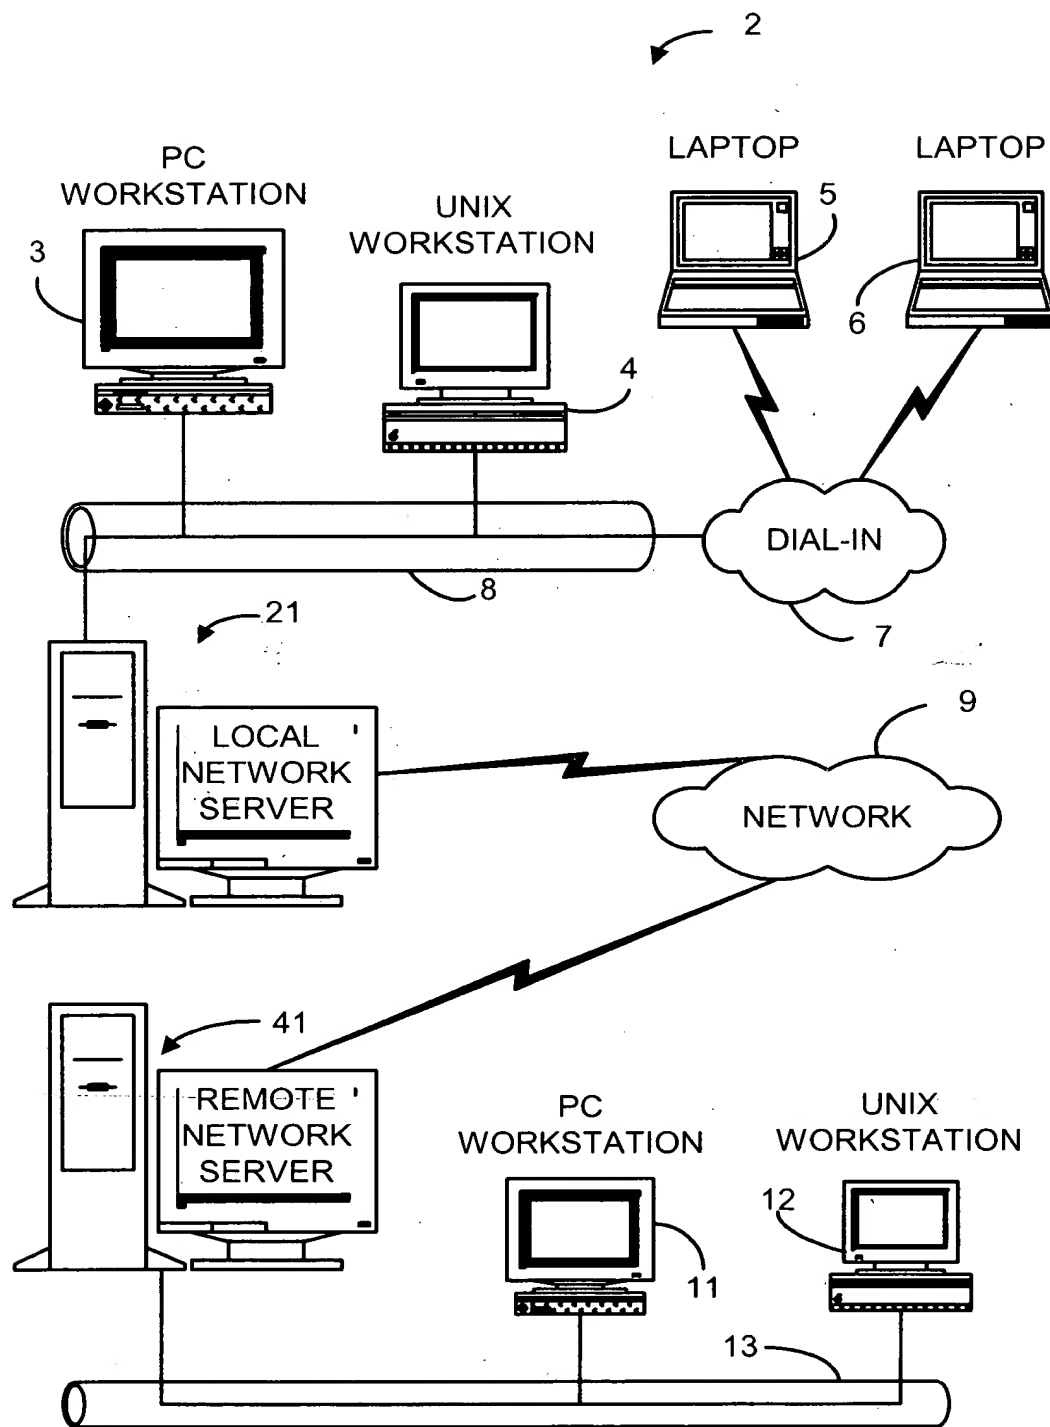 2
PC
WORKSTATION
UNIX
WORKSTATION
LAPTOP
LAPTOP
3
4
5
6
DIAL-IN
8
7
21
9
LOCAL
NETWORK
SERVER
NETWORK
41
REMOTE
NETWORK
SERVER
PC
WORKSTATION
UNIX
WORKSTATION
11
12
13